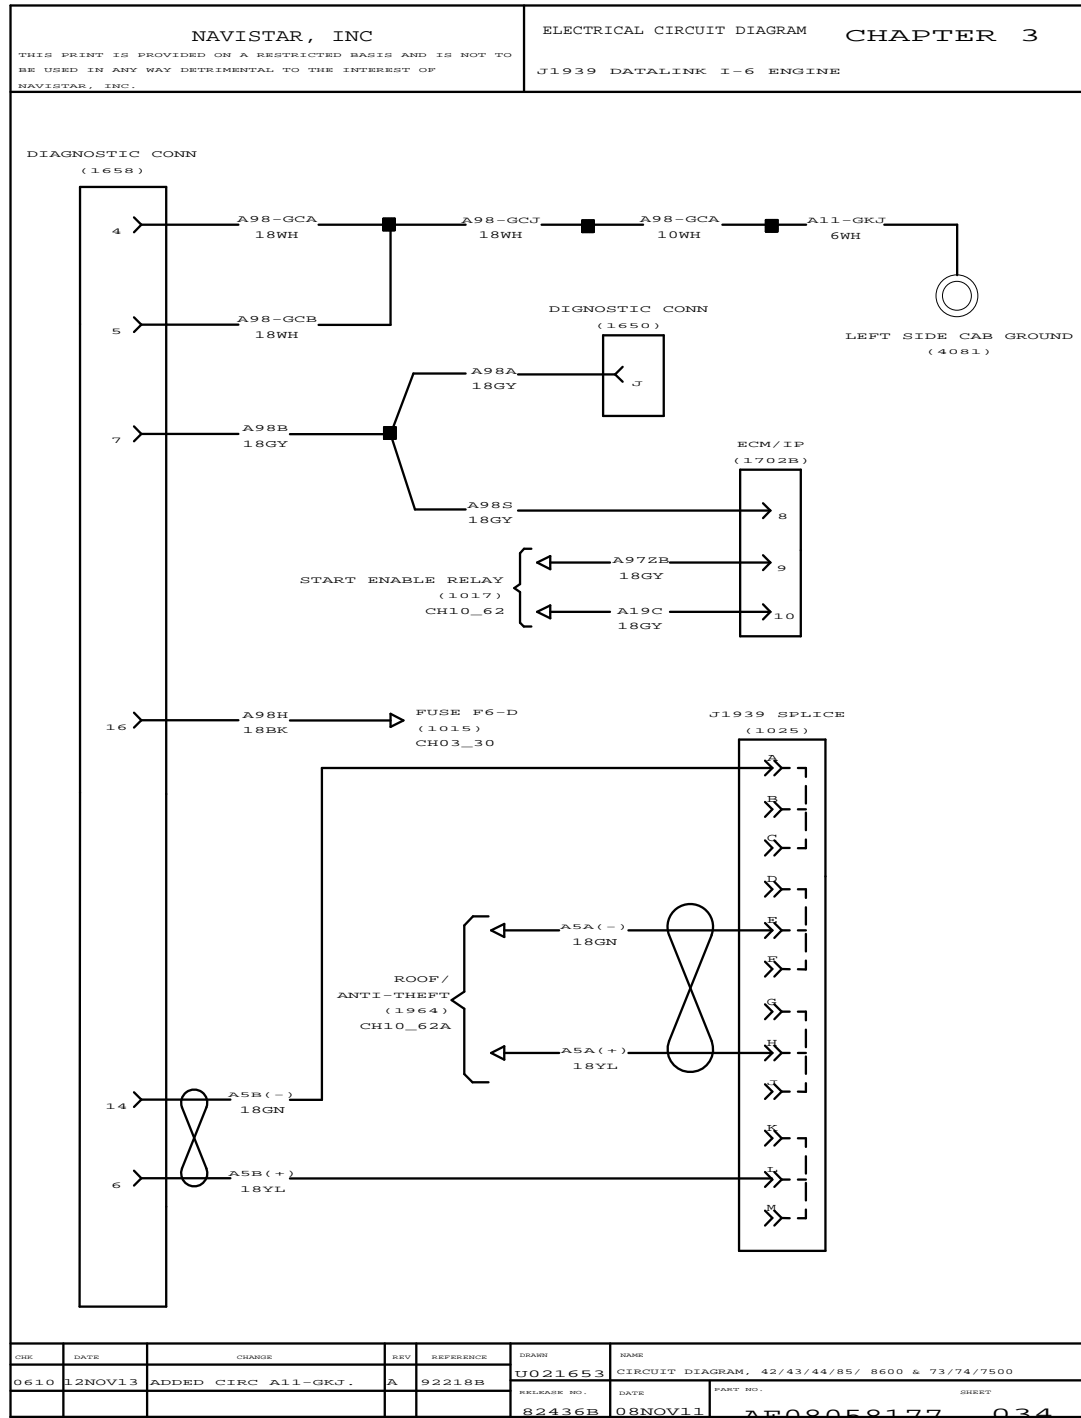 NAVISTAR, INC
THIS PRINT IS PROVIDED ON A RESTRICTED BASIS AND IS NOT TO
BE USED IN ANY WAY DETRIMENTAL TO THE INTEREST OF
NAVISTAR, INC.
ELECTRICAL CIRCUIT DIAGRAM
CHAPTER 3
J1939 DATALINK I-6 ENGINE
DIAGNOSTIC CONN
(1658)
4
A98-GCA
18WH
A98-GCJ
18WH
A98-GCA
10WH
A11-GKJ
6WH
5
A98-GCB
18WH
LEFT SIDE CAB GROUND
(4081)
DIGNOSTIC CONN
(1650)
A98A
18GY
J
7
A98B
18GY
ECM/IP
(1702B)
A98S
18GY
8
START ENABLE RELAY
(1017)
CH10_62
A97ZB
18GY
9
A19C
18GY
10
16
A98H
18BK
FUSE F6-D
(1015)
CH03_30
J1939 SPLICE
(1025)
A
B
C
D
E
F
G
H
J
K
L
M
A5A(-)
18GN
ROOF/
ANTI-THEFT
(1964)
CH10_62A
A5A(+)
18YL
14
A5B(-)
18GN
6
A5B(+)
18YL
CHK DATE CHANGE REV REFERENCE
0610 12NOV13 ADDED CIRC A11-GKJ. A 92218B
DRAWN
U021653
NAME
CIRCUIT DIAGRAM, 42/43/44/85/ 8600 & 73/74/7500
RELEASE NO.
82436B
DATE
08NOV11
PART NO.
AE08058177
SHEET
034